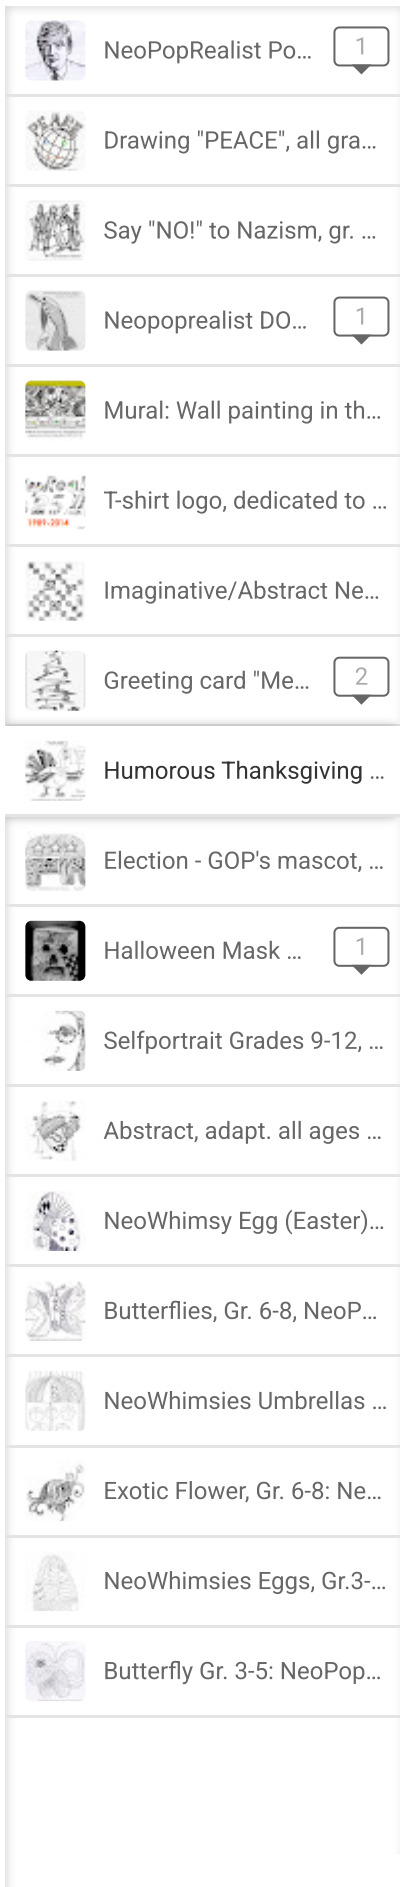 NeoPopRealist Po...
1
Drawing "PEACE", all gra...
Say "NO!" to Nazism, gr. ...
Neopoprealist DO...
1
Mural: Wall painting in th...
T-shirt logo, dedicated to ...
1989-2014
Imaginative/Abstract Ne...
Greeting card "Me...
2
Humorous Thanksgiving ...
Election - GOP's mascot, ...
Halloween Mask ...
1
Selfportrait Grades 9-12, ...
Abstract, adapt. all ages ...
NeoWhimsy Egg (Easter)...
Butterflies, Gr. 6-8, NeoP...
NeoWhimsies Umbrellas ...
Exotic Flower, Gr. 6-8: Ne...
NeoWhimsies Eggs, Gr.3-...
Butterfly Gr. 3-5: NeoPop...